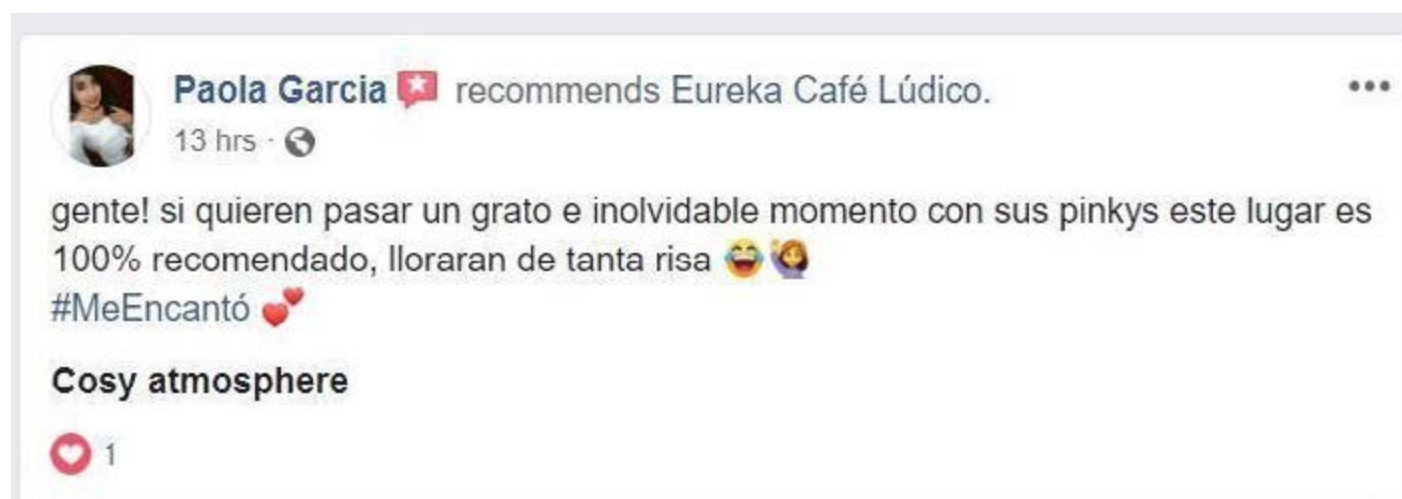 Paola Garcia recommends Eureka Café Lúdico.
13 hrs ·
gente! si quieren pasar un grato e inolvidable momento con sus pinkys este lugar es
100% recomendado, lloraran de tanta risa 😂🙋‍♀️
#MeEncantó 💕
Cosy atmosphere
1